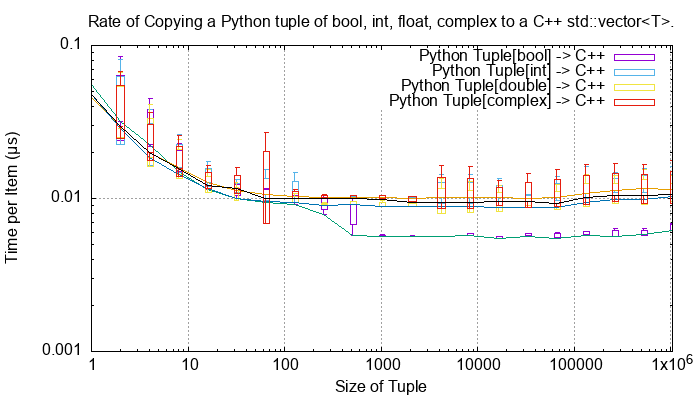 Rate of Copying a Python tuple of bool, int, float, complex to a C++ std::vector<T>.
0.1
Python Tuple[bool] -> C++
Python Tuple[int] -> C++
Python Tuple[double] -> C++
Python Tuple[complex] -> C++
Time per Item (µs)
0.01
0.001
1 10 100 1000 10000 100000 1x10⁶
Size of Tuple